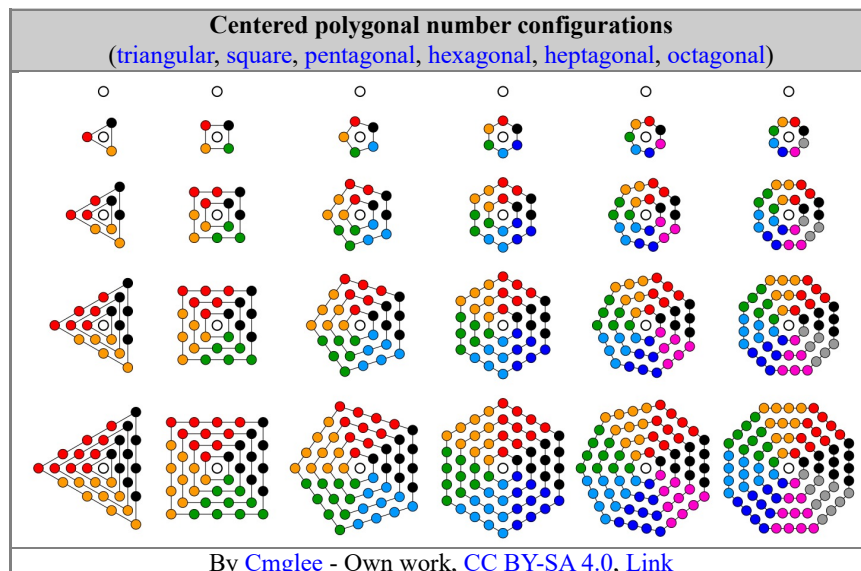 Centered polygonal number configurations
(triangular, square, pentagonal, hexagonal, heptagonal, octagonal)
By Cmglee - Own work, CC BY-SA 4.0, Link